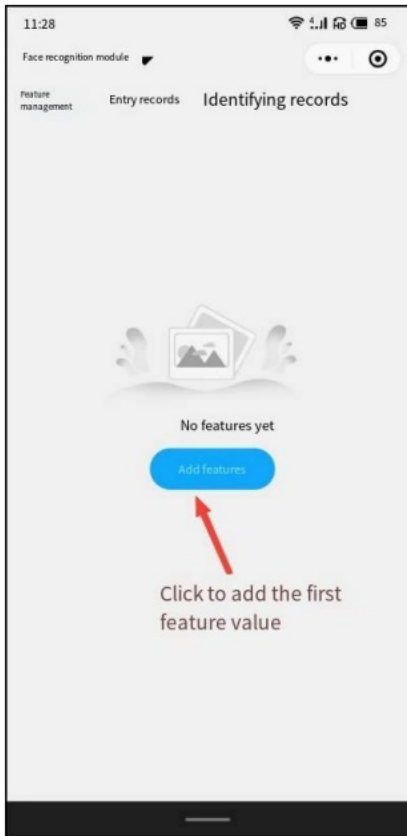 11:28
85
Face recognition module
Feature
management
Entry records
Identifying records
No features yet
Add features
Click to add the first
feature value